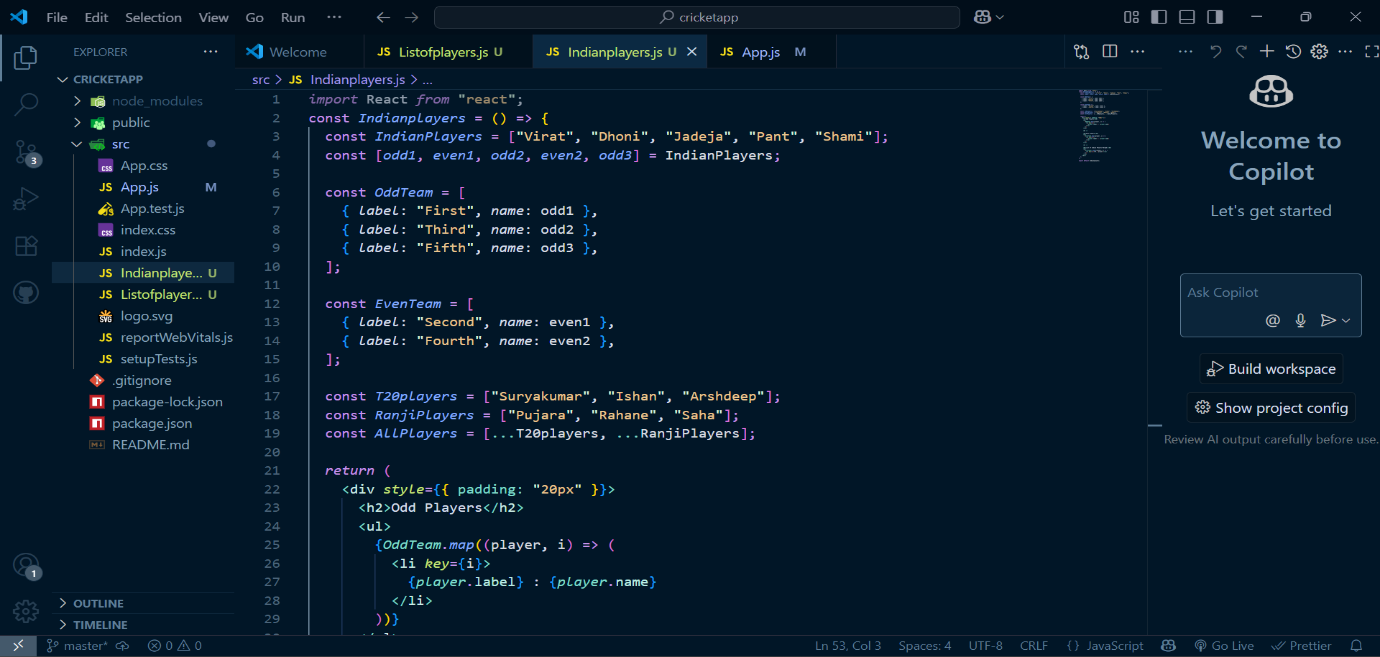 File Edit Selection View Go Run ··· cricketapp
EXPLORER ···
CRICKETAPP
node_modules
public
src
App.css
App.js M
App.test.js
index.css
index.js
Indianplaye... U
Listofplayer... U
logo.svg
reportWebVitals.js
setupTests.js
.gitignore
package-lock.json
package.json
README.md
OUTLINE
TIMELINE
3
1
Welcome
JS Listofplayers.js U
JS Indianplayers.js U
JS App.js M
src > JS Indianplayers.js > ...
1 import React from "react";
2 const Indianplayers = () => {
3 const IndianPlayers = ["Virat", "Dhoni", "Jadeja", "Pant", "Shami"];
4 const [odd1, even1, odd2, even2, odd3] = IndianPlayers;
5
6 const OddTeam = [
7 { label: "First", name: odd1 },
8 { label: "Third", name: odd2 },
9 { label: "Fifth", name: odd3 },
10 ];
11
12 const EvenTeam = [
13 { label: "Second", name: even1 },
14 { label: "Fourth", name: even2 },
15 ];
16
17 const T20players = ["Suryakumar", "Ishan", "Arshdeep"];
18 const RanjiPlayers = ["Pujara", "Rahane", "Saha"];
19 const AllPlayers = [...T20players, ...RanjiPlayers];
20
21 return (
22 <div style={{ padding: "20px" }}>
23 <h2>Odd Players</h2>
24 <ul>
25 {OddTeam.map((player, i) => (
26 <li key={i}>
27 {player.label} : {player.name}
28 </li>
29 ))}
Welcome to
Copilot
Let's get started
Ask Copilot
Build workspace
Show project config
Review AI output carefully before use.
master* 0 0 Ln 53, Col 3 Spaces: 4 UTF-8 CRLF {} JavaScript Go Live Prettier